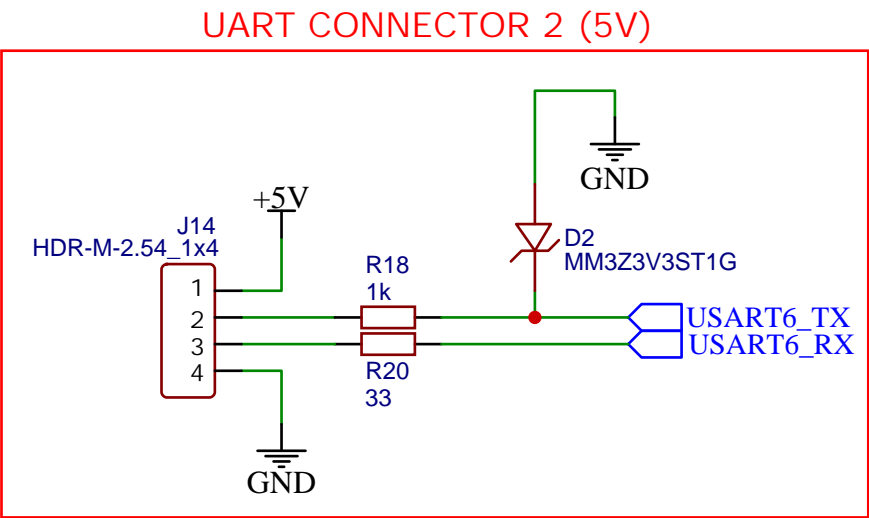 UART CONNECTOR 2 (5V)
GND
+5V
J14
HDR-M-2.54_1x4
D2
MM3Z3V3ST1G
R18
1k
1
2
3
4
USART6_TX
USART6_RX
R20
33
GND